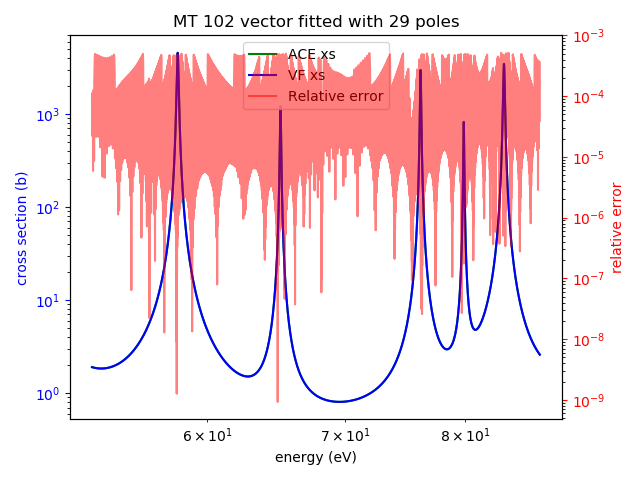 MT 102 vector fitted with 29 poles
ACE xs
VF xs
Relative error
10³
10²
10¹
10⁰
cross section (b)
10⁻³
10⁻⁴
10⁻⁵
10⁻⁶
10⁻⁷
10⁻⁸
10⁻⁹
relative error
6 × 10¹
7 × 10¹
8 × 10¹
energy (eV)